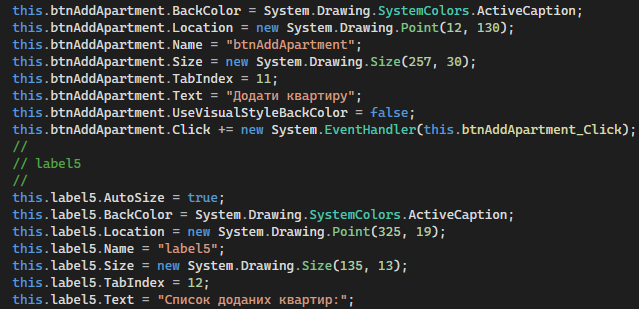 this.btnAddApartment.BackColor = System.Drawing.SystemColors.ActiveCaption;
this.btnAddApartment.Location = new System.Drawing.Point(12, 130);
this.btnAddApartment.Name = "btnAddApartment";
this.btnAddApartment.Size = new System.Drawing.Size(257, 30);
this.btnAddApartment.TabIndex = 11;
this.btnAddApartment.Text = "Додати квартиру";
this.btnAddApartment.UseVisualStyleBackColor = false;
this.btnAddApartment.Click += new System.EventHandler(this.btnAddApartment_Click);
//
// label5
//
this.label5.AutoSize = true;
this.label5.BackColor = System.Drawing.SystemColors.ActiveCaption;
this.label5.Location = new System.Drawing.Point(325, 19);
this.label5.Name = "label5";
this.label5.Size = new System.Drawing.Size(135, 13);
this.label5.TabIndex = 12;
this.label5.Text = "Список доданих квартир:";